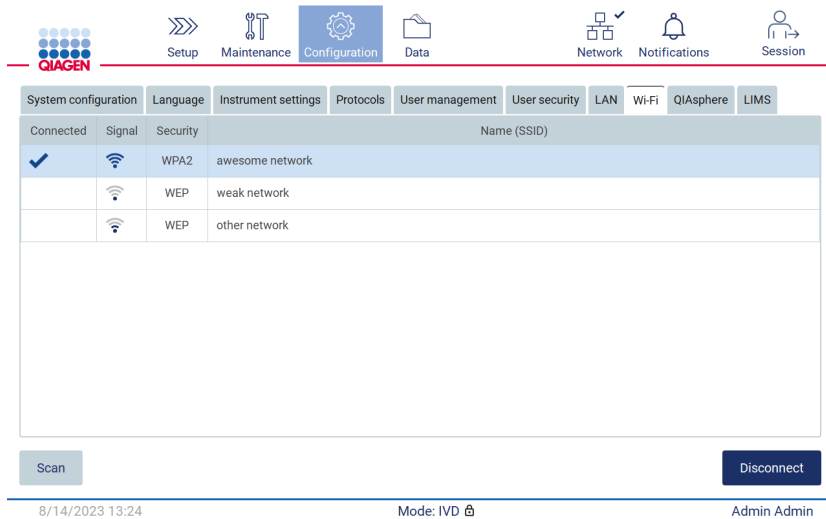 QIAGEN
Setup Maintenance Configuration Data Network Notifications Session
System configuration Language Instrument settings Protocols User management User security LAN Wi-Fi QIAsphere LIMS
Connected Signal Security Name (SSID)
WPA2 awesome network
WEP weak network
WEP other network
Scan Disconnect
8/14/2023 13:24 Mode: IVD Admin Admin